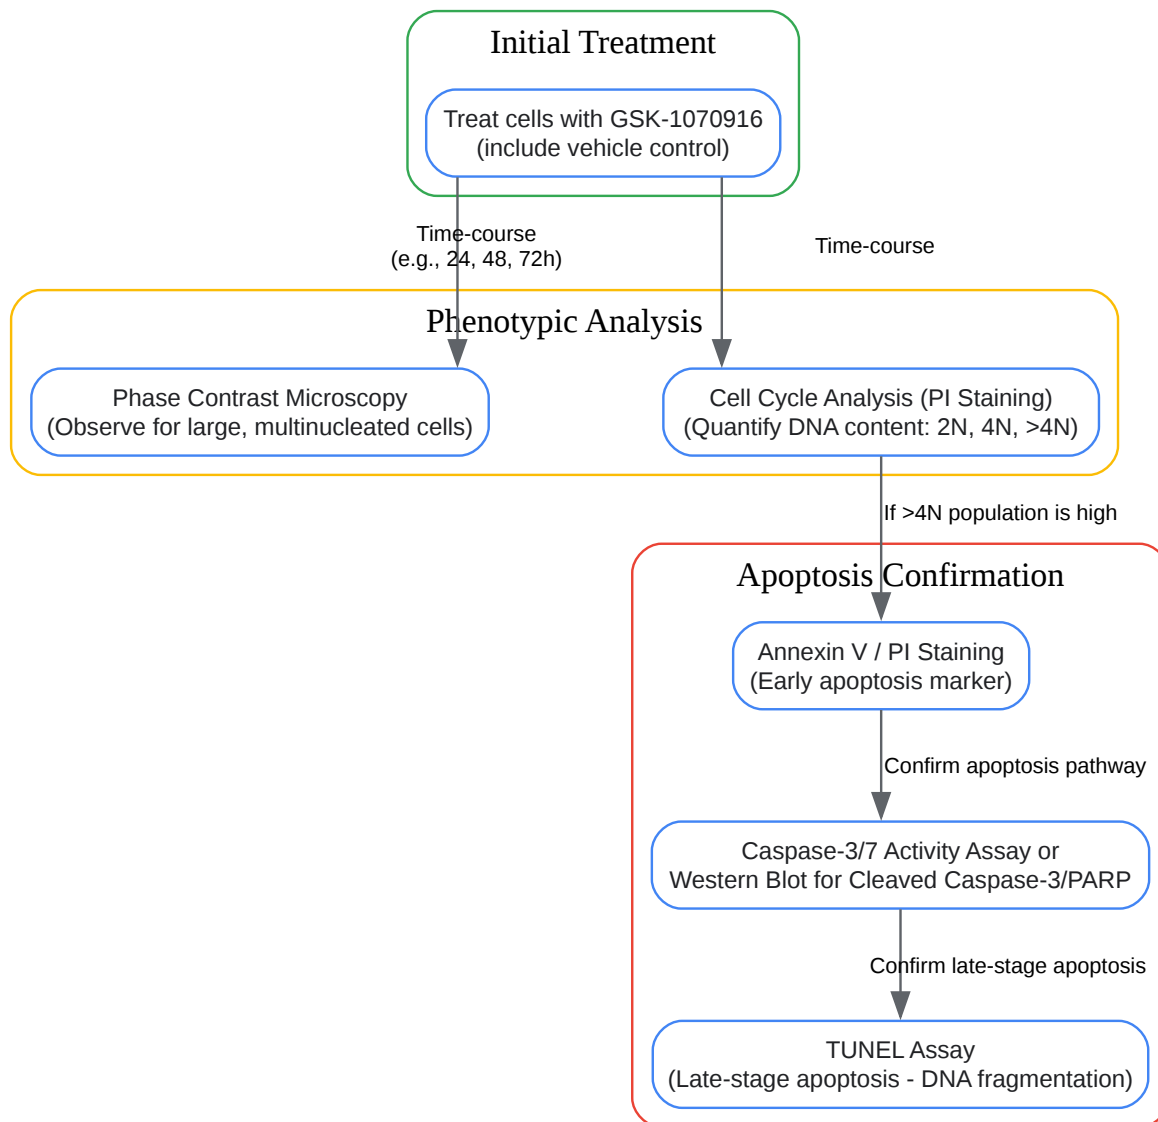 Initial Treatment
Treat cells with GSK-1070916
(include vehicle control)
Time-course
(e.g., 24, 48, 72h)
Time-course
Phenotypic Analysis
Phase Contrast Microscopy
(Observe for large, multinucleated cells)
Cell Cycle Analysis (PI Staining)
(Quantify DNA content: 2N, 4N, >4N)
If >4N population is high
Apoptosis Confirmation
Annexin V / PI Staining
(Early apoptosis marker)
Confirm apoptosis pathway
Caspase-3/7 Activity Assay or
Western Blot for Cleaved Caspase-3/PARP
Confirm late-stage apoptosis
TUNEL Assay
(Late-stage apoptosis - DNA fragmentation)